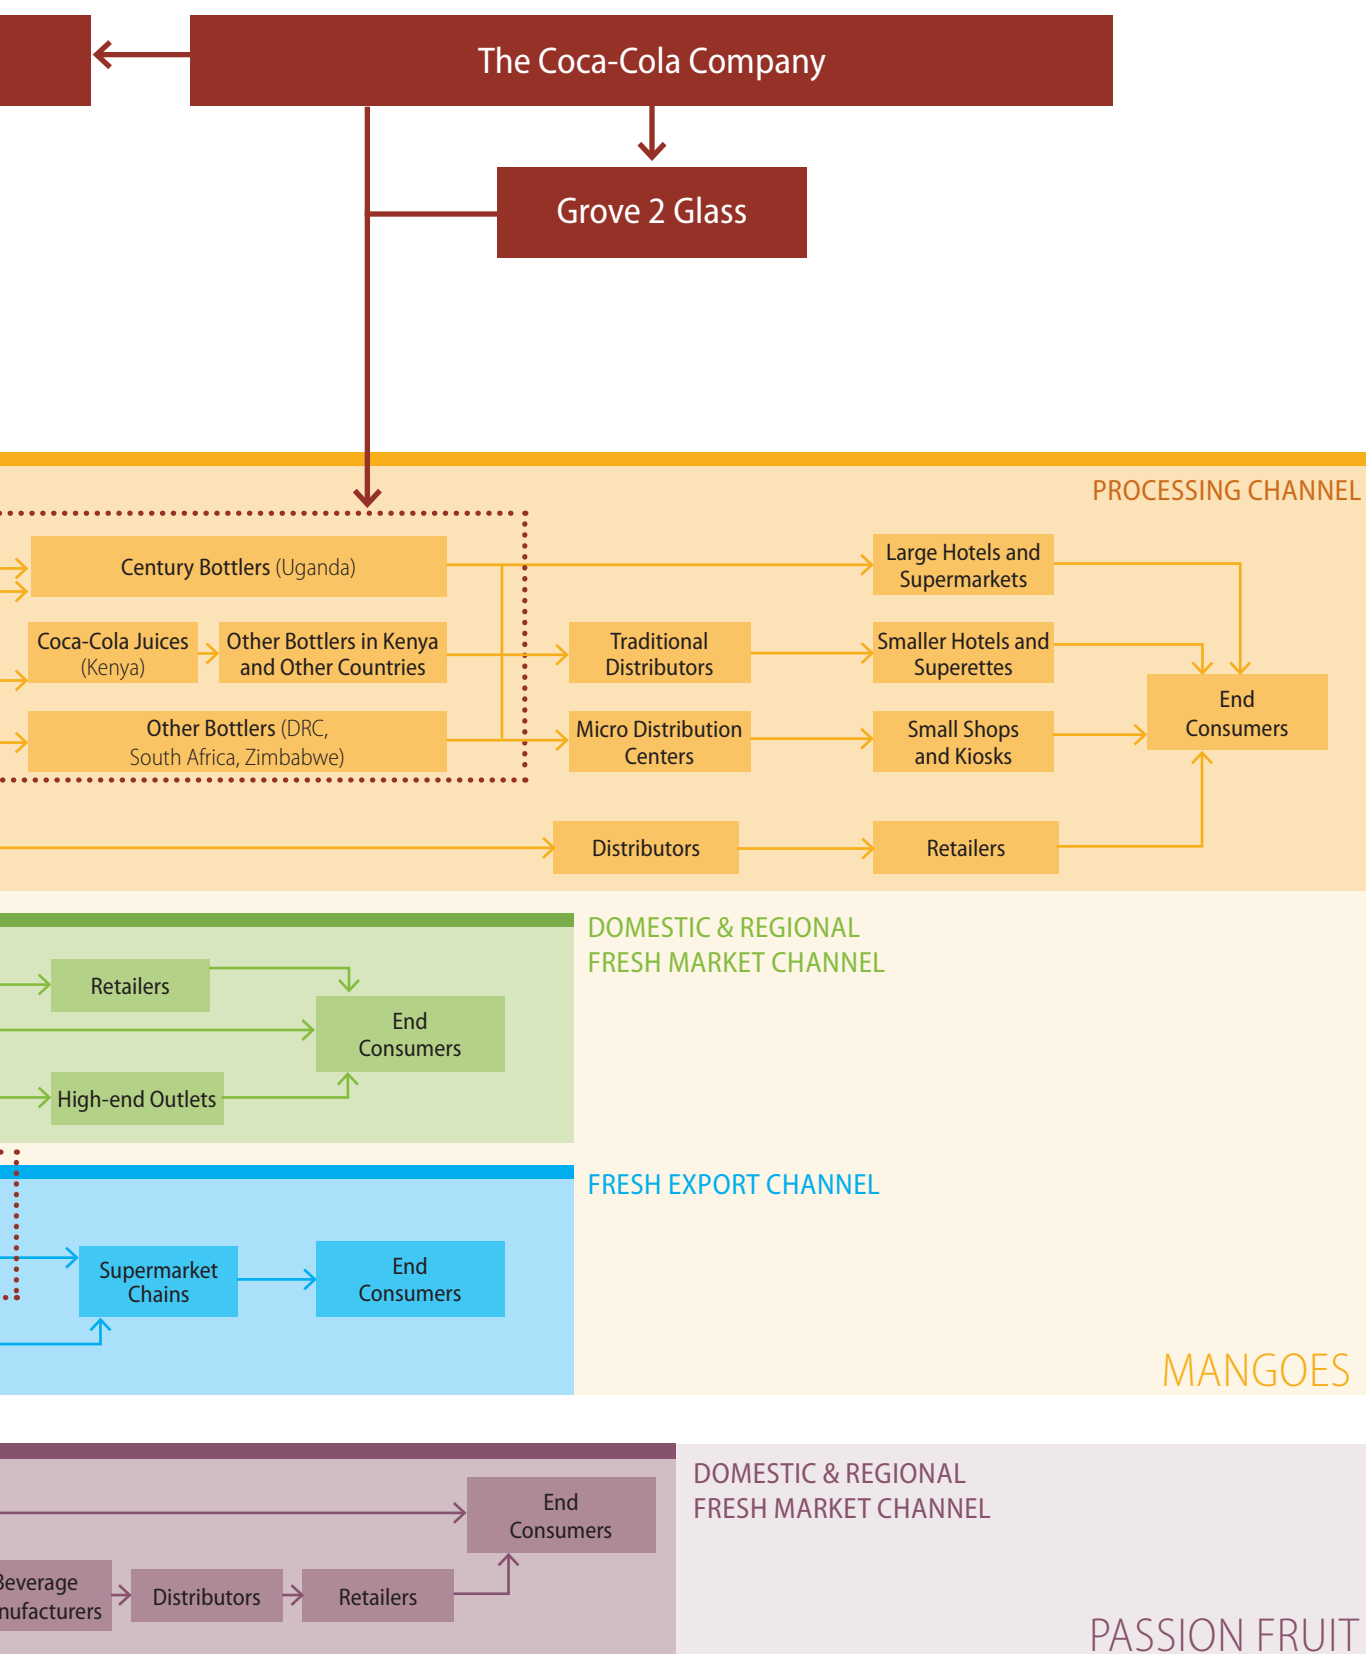 The Coca-Cola Company
Grove 2 Glass
PROCESSING CHANNEL
Century Bottlers (Uganda)
Large Hotels and
Supermarkets
Coca-Cola Juices
(Kenya)
Other Bottlers in Kenya
and Other Countries
Traditional
Distributors
Smaller Hotels and
Superettes
End
Consumers
Other Bottlers (DRC,
South Africa, Zimbabwe)
Micro Distribution
Centers
Small Shops
and Kiosks
Distributors
Retailers
DOMESTIC & REGIONAL
FRESH MARKET CHANNEL
Retailers
End
Consumers
High-end Outlets
FRESH EXPORT CHANNEL
Supermarket
Chains
End
Consumers
MANGOES
DOMESTIC & REGIONAL
FRESH MARKET CHANNEL
End
Consumers
Beverage
nufacturers
Distributors
Retailers
PASSION FRUIT